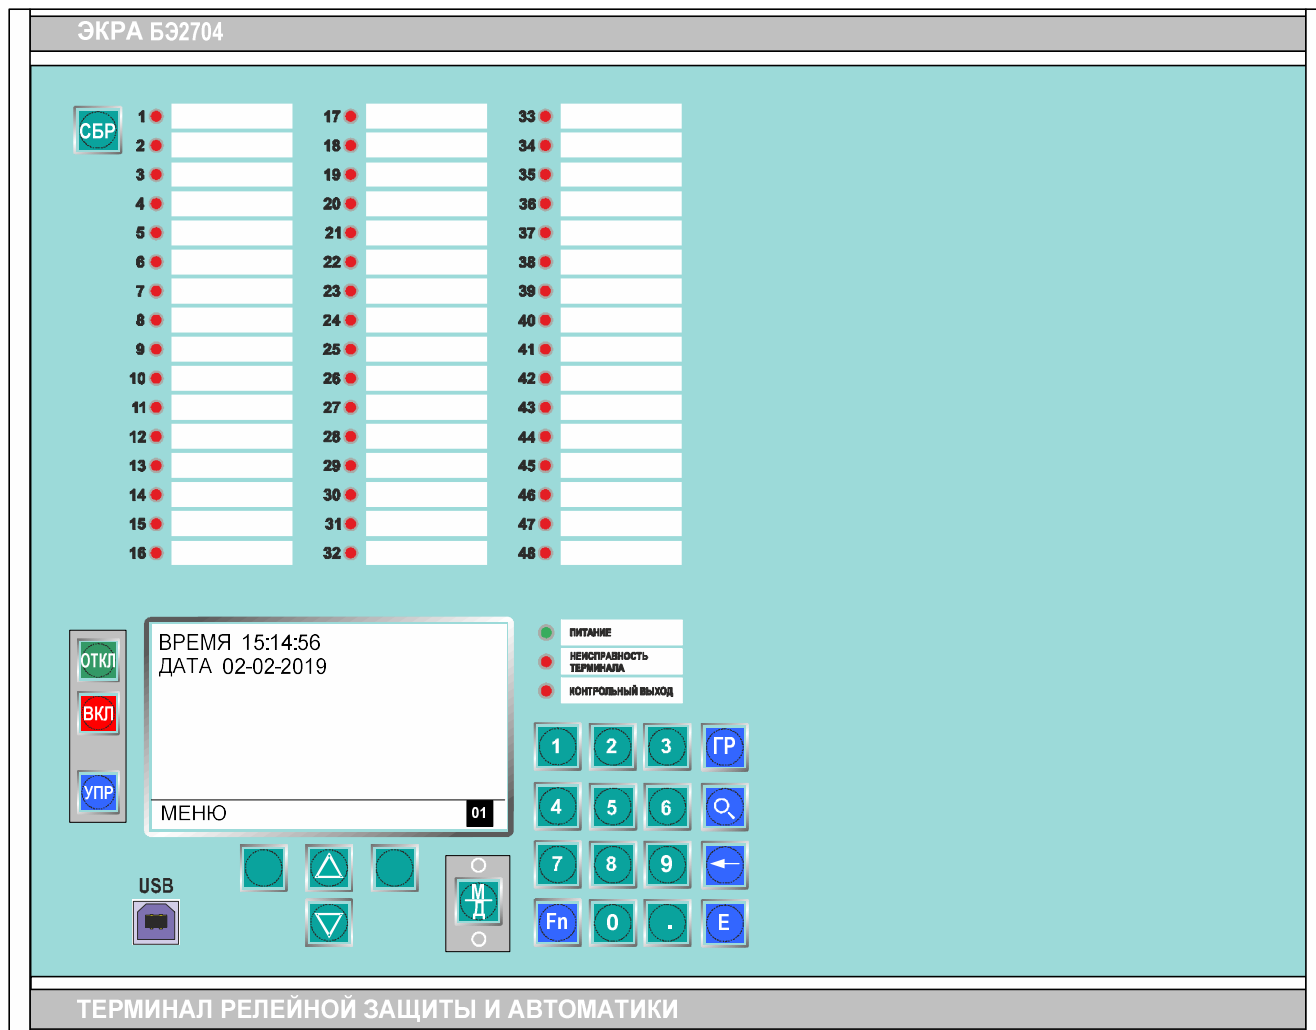 ЭКРА БЭ2704
СБР
1 17 33
2 18 34
3 19 35
4 20 36
5 21 37
6 22 38
7 23 39
8 24 40
9 25 41
10 26 42
11 27 43
12 28 44
13 29 45
14 30 46
15 31 47
16 32 48
ОТКЛ
ВКЛ
УПР
ВРЕМЯ 15:14:56
ДАТА 02-02-2019
МЕНЮ 01
ПИТАНИЕ
НЕИСПРАВНОСТЬ
ТЕРМИНАЛА
КОНТРОЛЬНЫЙ ВЫХОД
1 2 3 ГР
4 5 6
7 8 9
Fn 0 . E
USB
М
Д
ТЕРМИНАЛ РЕЛЕЙНОЙ ЗАЩИТЫ И АВТОМАТИКИ